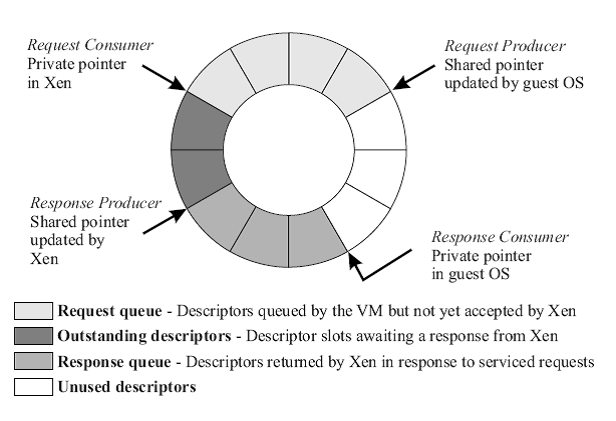 Request Consumer
Private pointer
in Xen
Request Producer
Shared pointer
updated by guest OS
Response Producer
Shared pointer
updated by
Xen
Response Consumer
Private pointer
in guest OS
Request queue - Descriptors queued by the VM but not yet accepted by Xen
Outstanding descriptors - Descriptor slots awaiting a response from Xen
Response queue - Descriptors returned by Xen in response to serviced requests
Unused descriptors